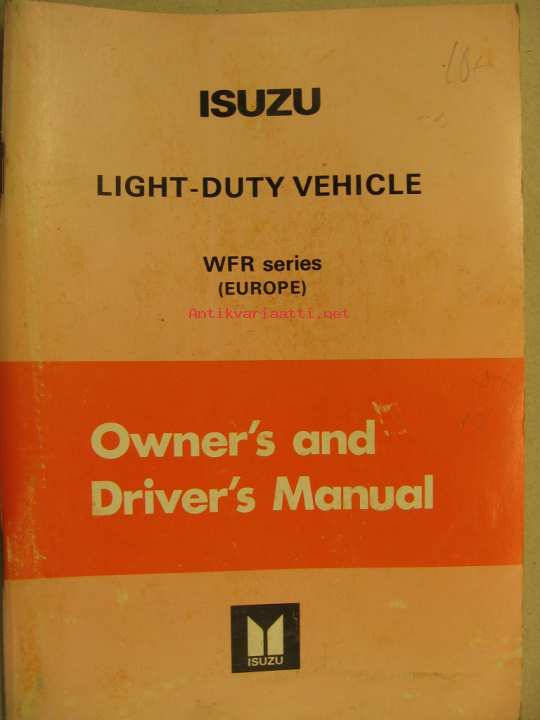 ISUZU
LIGHT-DUTY VEHICLE
WFR series
(EUROPE)
Antikvariaatti.net
Owner's and
Driver's Manual
ISUZU